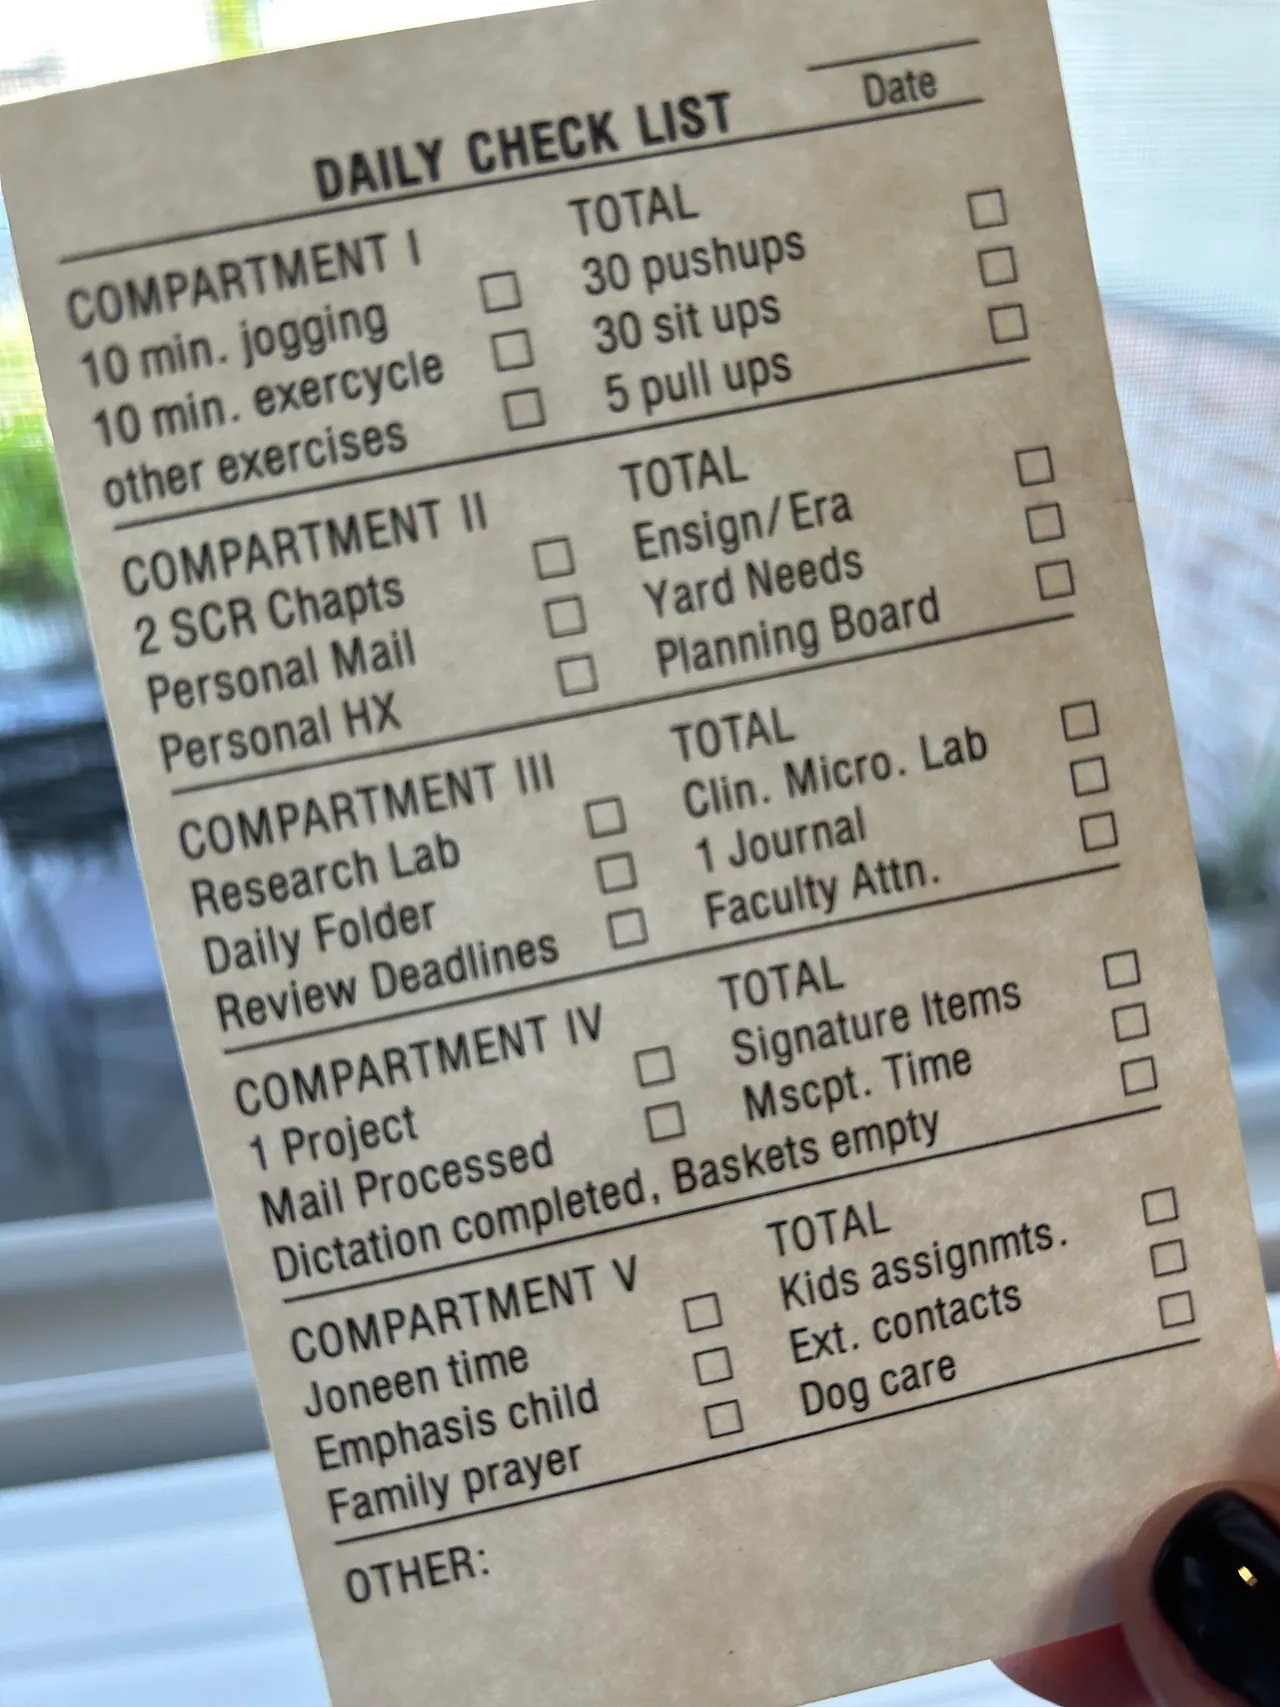 Date
DAILY CHECK LIST
COMPARTMENT I TOTAL
10 min. jogging 30 pushups
10 min. exercycle 30 sit ups
other exercises 5 pull ups
COMPARTMENT II TOTAL
2 SCR Chapts Ensign/Era
Personal Mail Yard Needs
Personal HX Planning Board
COMPARTMENT III TOTAL
Research Lab Clin. Micro. Lab
Daily Folder 1 Journal
Review Deadlines Faculty Attn.
COMPARTMENT IV TOTAL
1 Project Signature Items
Mail Processed Mscpt. Time
Dictation completed, Baskets empty
COMPARTMENT V TOTAL
Joneen time Kids assignmts.
Emphasis child Ext. contacts
Family prayer Dog care
OTHER: